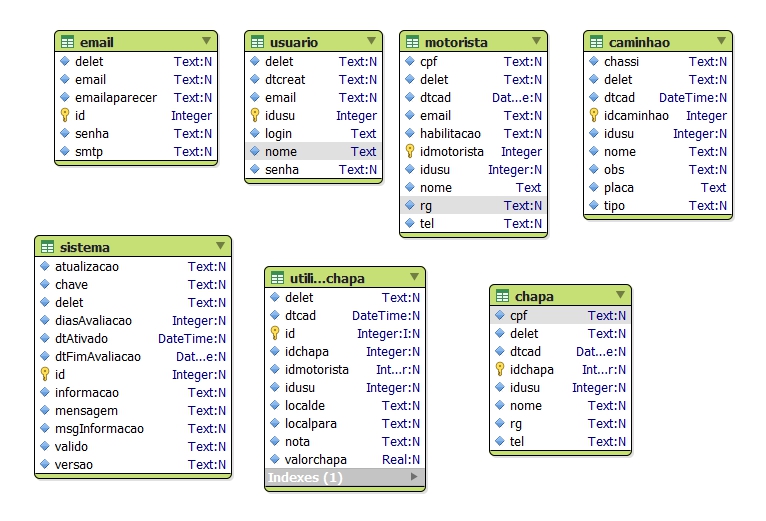 email
delet Text:N
email Text:N
emailaparecer Text:N
id Integer
senha Text:N
smtp Text:N
usuario
delet Text:N
dtcreat Text:N
email Text:N
idusu Integer
login Text
nome Text
senha Text:N
motorista
cpf Text:N
delet Text:N
dtcad Dat...e:N
email Text:N
habilitacao Text:N
idmotorista Integer
idusu Integer:N
nome Text
rg Text:N
tel Text:N
caminhao
chassi Text:N
delet Text:N
dtcad DateTime:N
idcaminhao Integer
idusu Integer:N
nome Text:N
obs Text:N
placa Text
tipo Text:N
sistema
atualizacao Text:N
chave Text:N
delet Text:N
diasAvaliacao Integer:N
dtAtivado DateTime:N
dtFimAvaliacao Dat...e:N
id Integer:N
informacao Text:N
mensagem Text:N
msgInformacao Text:N
valido Text:N
versao Text:N
utili...chapa
delet Text:N
dtcad DateTime:N
id Integer:I:N
idchapa Integer:N
idmotorista Int...r:N
idusu Integer:N
localde Text:N
localpara Text:N
nota Text:N
valorchapa Real:N
Indexes (1)
chapa
cpf Text:N
delet Text:N
dtcad Dat...e:N
idchapa Int...r:N
idusu Integer:N
nome Text:N
rg Text:N
tel Text:N